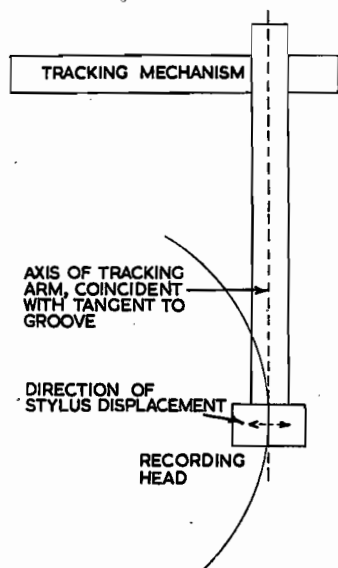 TRACKING MECHANISM
AXIS OF TRACKING
ARM, COINCIDENT
WITH TANGENT TO
GROOVE
DIRECTION OF
STYLUS DISPLACEMENT
RECORDING
HEAD